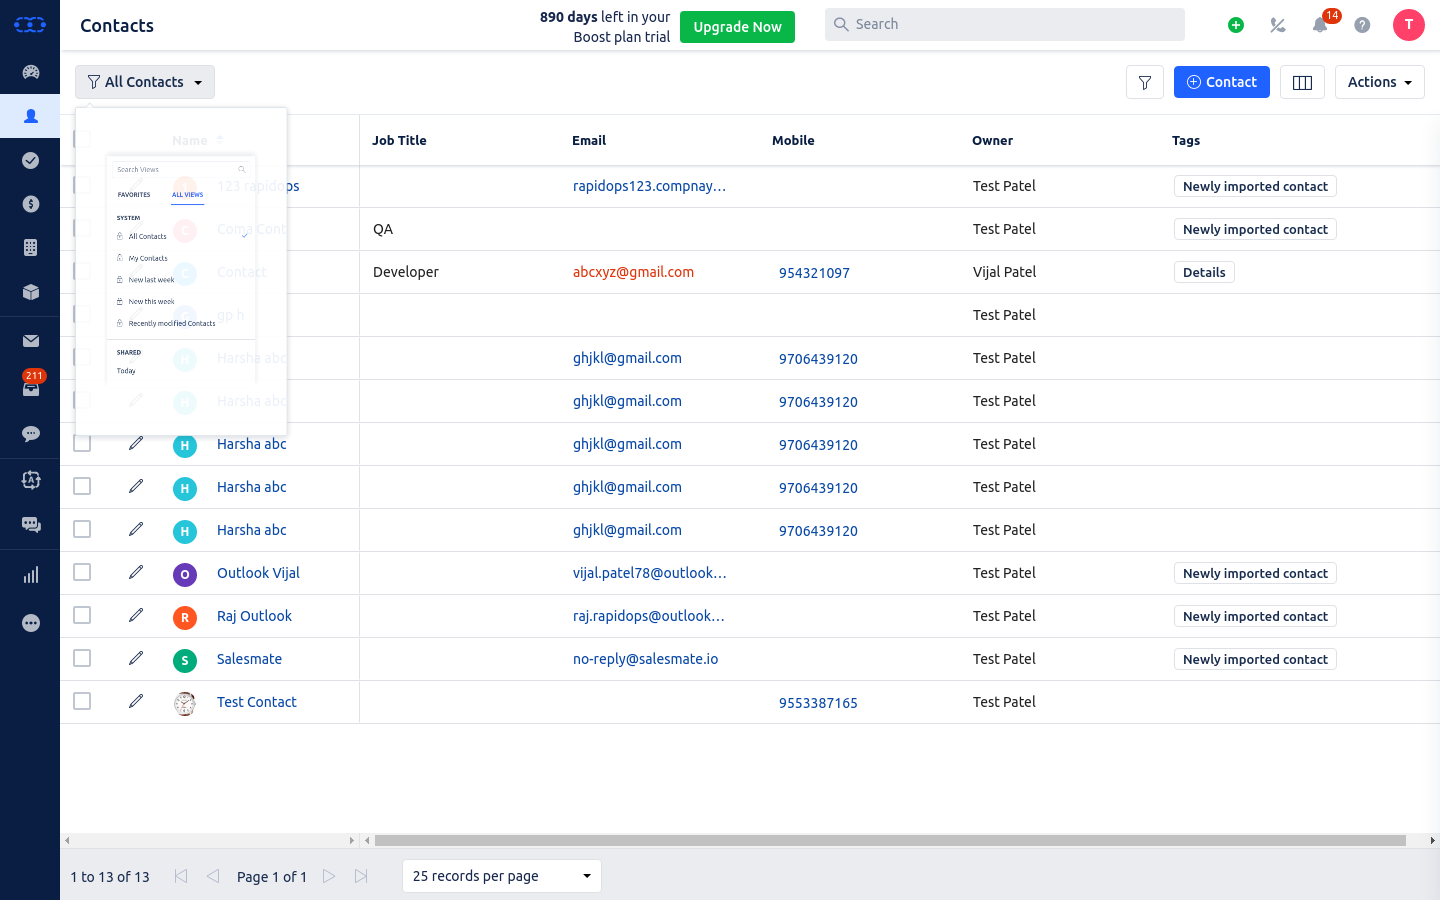 Contacts
890 days left in your
Boost plan trial
Upgrade Now
Search
14
T
All Contacts
Contact
Actions
Name
Job Title
Email
Mobile
Owner
Tags
Search Views
FAVORITES
ALL VIEWS
SYSTEM
All Contacts
My Contacts
New last week
New this week
Recently modified Contacts
SHARED
Today
123 rapidops
rapidops123.compnay...
Test Patel
Newly imported contact
C
Coma Cont
QA
Test Patel
Newly imported contact
C
Contact
Developer
abcxyz@gmail.com
954321097
Vijal Patel
Details
gp h
Test Patel
H
Harsha abc
ghjkl@gmail.com
9706439120
Test Patel
H
Harsha abc
ghjkl@gmail.com
9706439120
Test Patel
H
Harsha abc
ghjkl@gmail.com
9706439120
Test Patel
H
Harsha abc
ghjkl@gmail.com
9706439120
Test Patel
H
Harsha abc
ghjkl@gmail.com
9706439120
Test Patel
O
Outlook Vijal
vijal.patel78@outlook...
Test Patel
Newly imported contact
R
Raj Outlook
raj.rapidops@outlook...
Test Patel
Newly imported contact
S
Salesmate
no-reply@salesmate.io
Test Patel
Newly imported contact
Test Contact
9553387165
Test Patel
211
1 to 13 of 13
Page 1 of 1
25 records per page